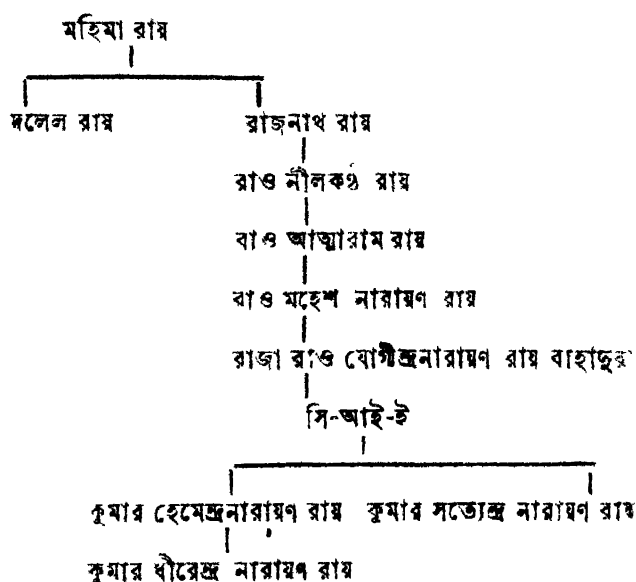 মহিমা রায়
দলেল রায় রাজনাথ রায়
রাও নীলকণ্ঠ রায়
রাও আত্মারাম রায়
রাও মহেশ নারায়ণ রায়
রাজা রাও যোগীন্দ্রনারায়ণ রায় বাহাদুর
সি-আই-ই
কুমার হেমেন্দ্রনারায়ণ রায় কুমার সত্যেন্দ্র নারায়ণ রায়
কুমার ধীরেন্দ্র নারায়ণ রায়